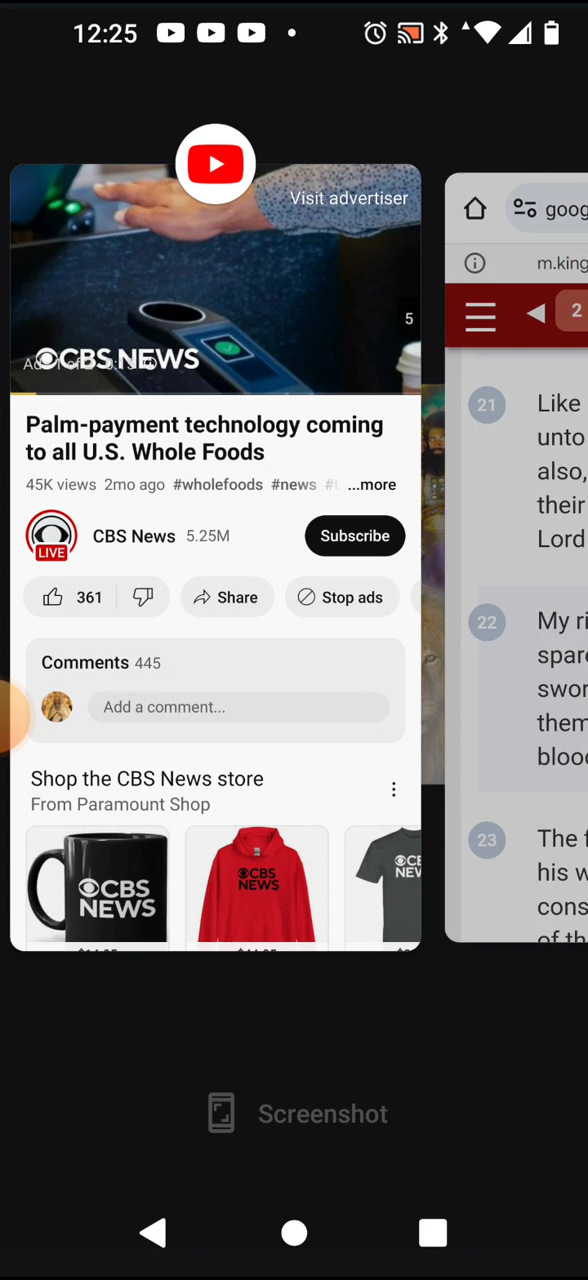 12:25
Visit advertiser
5
CBS NEWS
Palm-payment technology coming
to all U.S. Whole Foods
45K views 2mo ago #wholefoods #news #t ...more
LIVE
CBS News 5.25M
Subscribe
361
Share
Stop ads
Comments 445
Add a comment...
Shop the CBS News store
From Paramount Shop
CBS
NEWS
CBS
NEWS
CBS
NEWS
goog
m.king
2
21 Like
unto
also,
their
Lord
22 My ri
spare
swor
them
blood
23 The f
his w
cons
of th
Screenshot